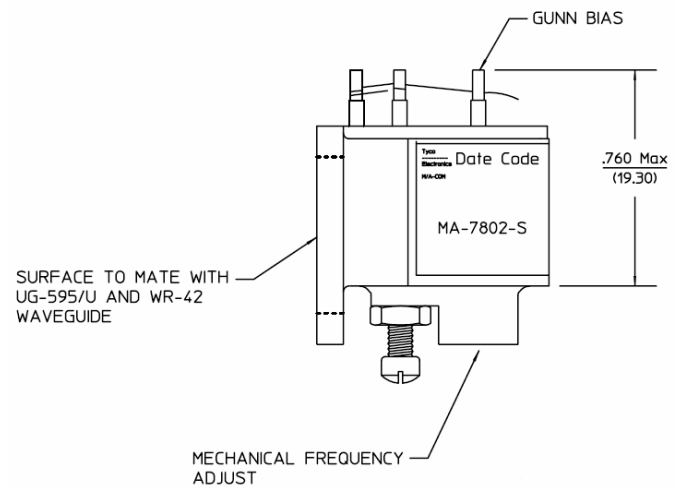 GUNN BIAS
Tyco
Electronics
M/A-COM
Date Code
.760 Max
(19.30)
MA-7802-S
SURFACE TO MATE WITH
UG-595/U AND WR-42
WAVEGUIDE
MECHANICAL FREQUENCY
ADJUST